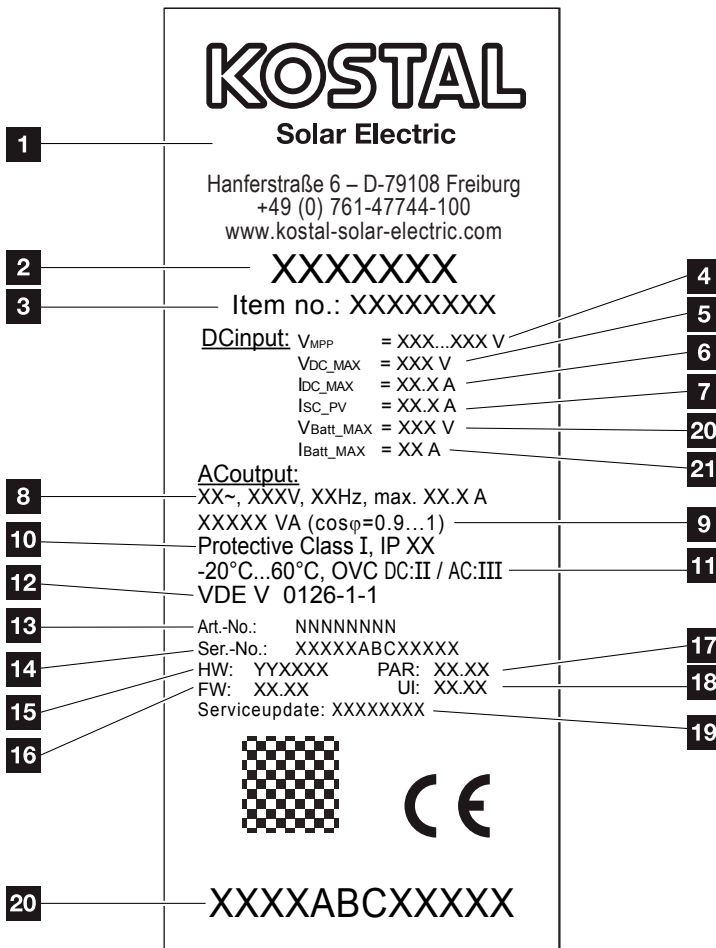 KOSTAL
Solar Electric
1
Hanferstraße 6 – D-79108 Freiburg
+49 (0) 761-47744-100
www.kostal-solar-electric.com
2 XXXXXXX 4
3 Item no.: XXXXXXXX 5
DCinput: VMPP = XXX...XXX V 6
VDC_MAX = XXX V
IDC_MAX = XX.X A 7
ISC_PV = XX.X A
VBatt_MAX = XXX V 20
IBatt_MAX = XX A 21
ACoutput:
8 XX~, XXXV, XXHz, max. XX.X A
XXXXX VA (cosφ=0.9...1) 9
10 Protective Class I, IP XX
-20°C...60°C, OVC DC:II / AC:III 11
12 VDE V 0126-1-1
13 Art.-No.: NNNNNNNN
14 Ser.-No.: XXXXXABCXXXXX 17
HW: YYXXXX PAR: XX.XX
15 FW: XX.XX UI: XX.XX 18
Serviceupdate: XXXXXXXX 19
16
CE
20 XXXXABCXXXXX